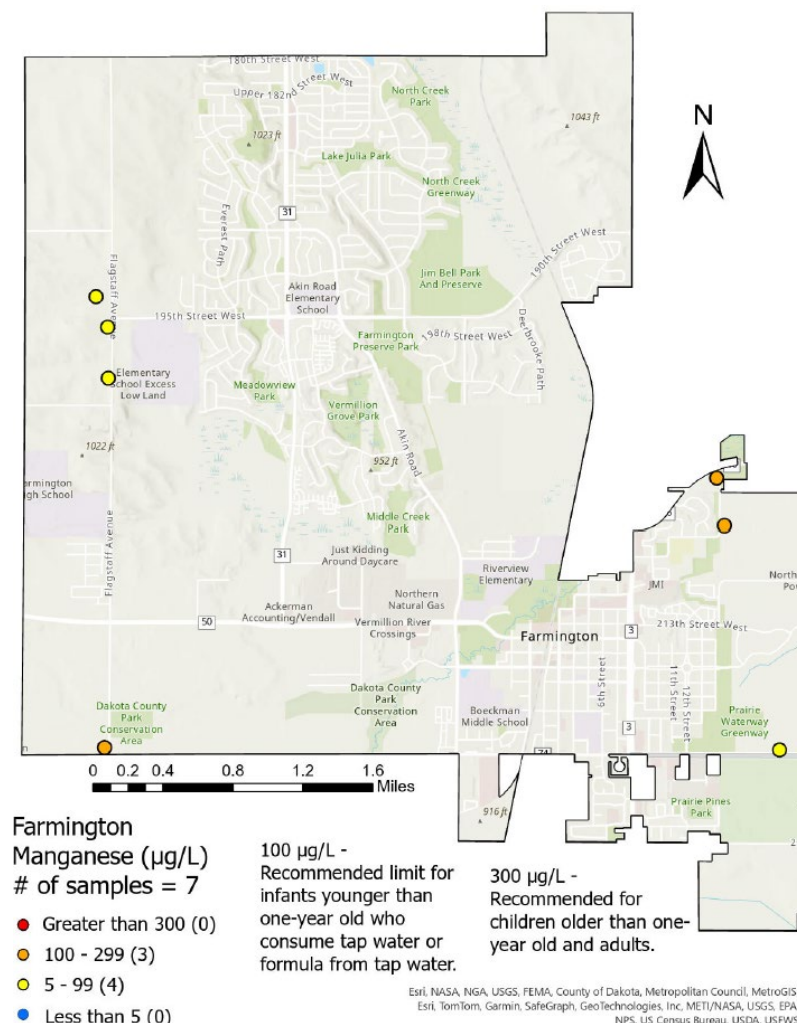 180th Street West
Upper 182nd Street West
North Creek
Park
1043 ft
N
1023 ft
Lake Julia Park
North Creek
Greenway
31
Everest Path
190th Street West
Flagstaff Avenue
Jim Bell Park
And Preserve
Akin Road
Elementary
School
195th Street West
198th Street West
Deerbrooke Path
Farmington
Preserve Park
Elementary
School Excess
Low Land
Meadowview
Park
Vermillion
Grove Park
Akin Road
1022 ft
952 ft
armington
igh School
Middle Creek
Park
Flagstaff Avenue
31
Just Kidding
Around Daycare
Riverview
Elementary
JMI
North
Po
Northern
Natural Gas
Ackerman
Accounting/Vendall
50
Vermillion River
Crossings
3
213th Street West
Farmington
6th Street
11th Street
12th Street
Dakota County
Park
Conservation
Area
Dakota County
Park
Conservation
Area
Boeckman
Middle School
3
Prairie
Waterway
Greenway
n
74
0 0.2 0.4 0.8 1.2 1.6
Miles
916 ft
Prairie Pines
Park
2
Farmington
Manganese (µg/L)
# of samples = 7
Greater than 300 (0)
100 - 299 (3)
5 - 99 (4)
Less than 5 (0)
100 µg/L -
Recommended limit for
infants younger than
one-year old who
consume tap water or
formula from tap water.
300 µg/L -
Recommended for
children older than one-
year old and adults.
Esri, NASA, NGA, USGS, FEMA, County of Dakota, Metropolitan Council, MetroGIS
Esri, TomTom, Garmin, SafeGraph, GeoTechnologies, Inc, METI/NASA, USGS, EPA
NPS, US Census Bureau, USDA, USFWS